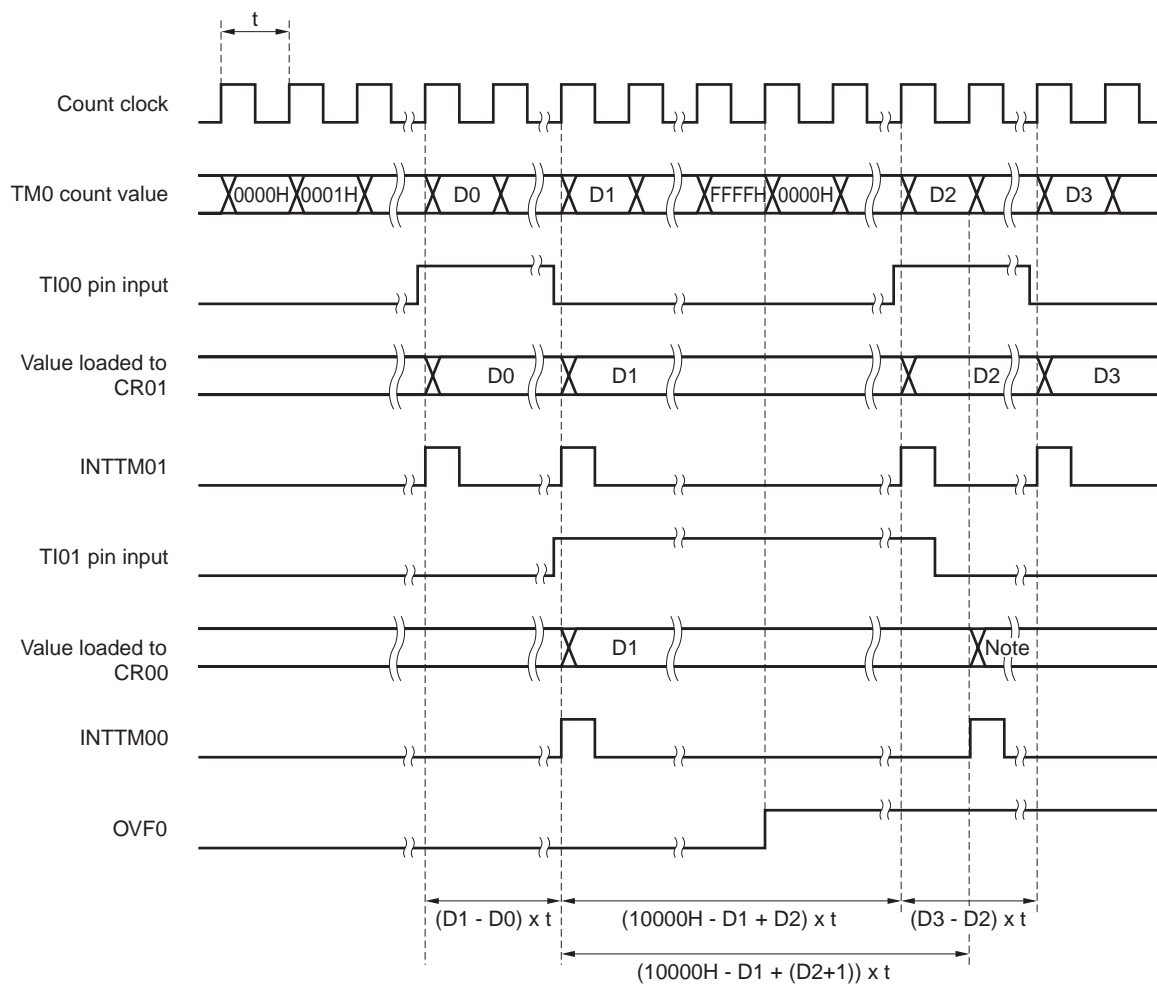 t
Count clock
TM0 count value
0000H 0001H D0 D1 FFFFH 0000H D2 D3
TI00 pin input
Value loaded to
CR01
D0 D1 D2 D3
INTTM01
TI01 pin input
Value loaded to
CR00
D1 Note
INTTM00
OVF0
(D1 - D0) x t (10000H - D1 + D2) x t (D3 - D2) x t
(10000H - D1 + (D2+1)) x t